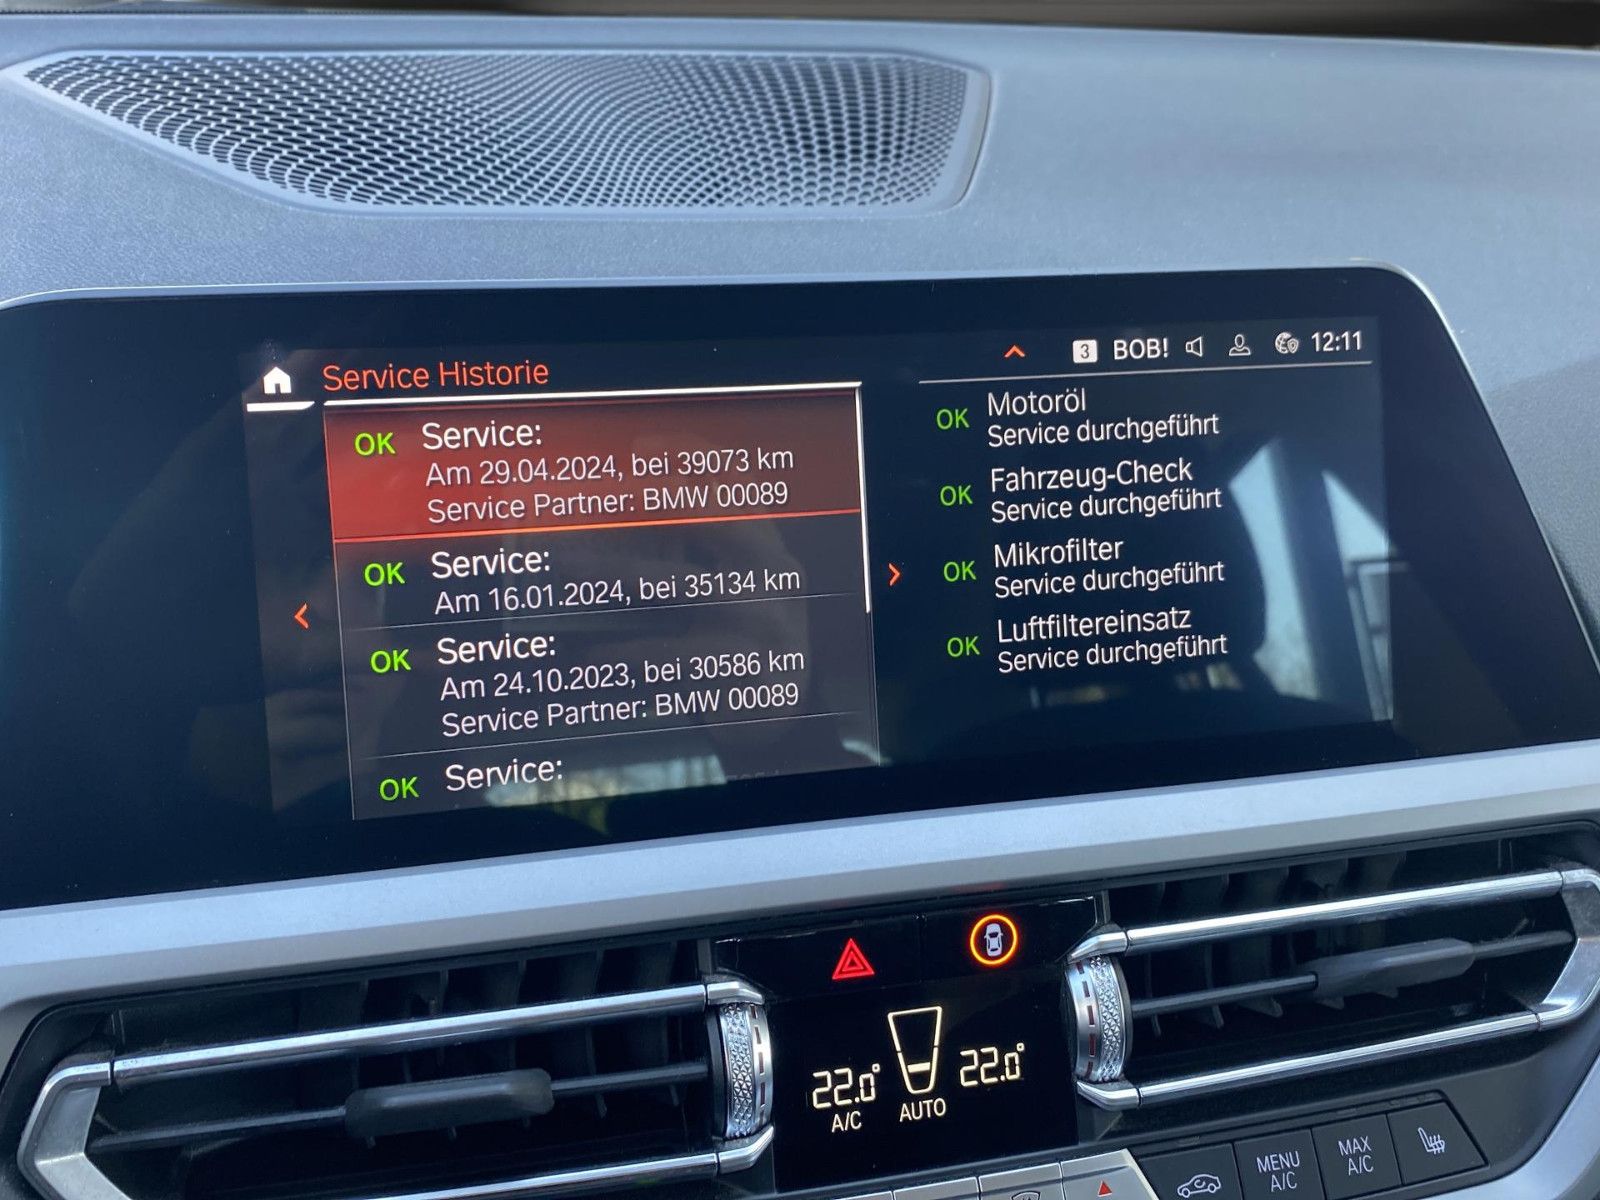 Service Historie
3 BOB! 12:11
OK Service:
Am 29.04.2024, bei 39073 km
Service Partner: BMW 00089
OK Service:
Am 16.01.2024, bei 35134 km
OK Service:
Am 24.10.2023, bei 30586 km
Service Partner: BMW 00089
OK Service:
OK Motoröl
Service durchgeführt
OK Fahrzeug-Check
Service durchgeführt
OK Mikrofilter
Service durchgeführt
OK Luftfiltereinsatz
Service durchgeführt
22.0° 22.0°
A/C AUTO
MENU
A/C
MAX
A/C